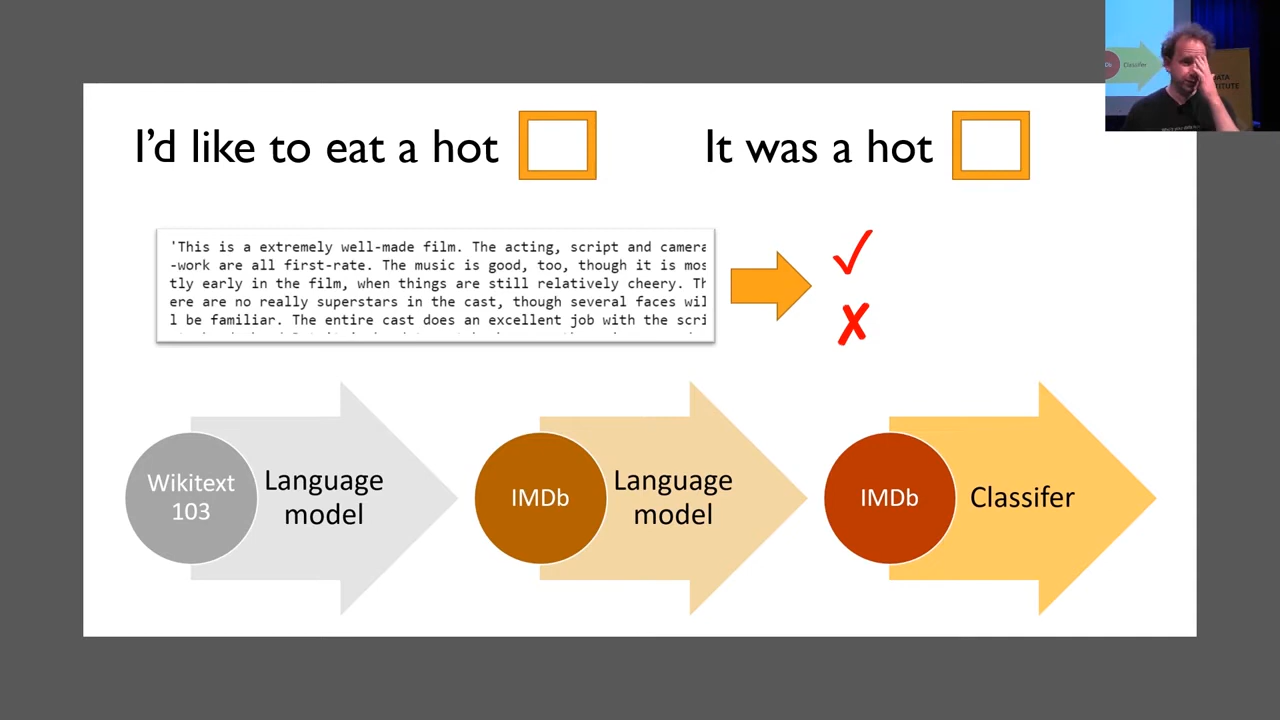 I'd like to eat a hot
It was a hot
'This is a extremely well-made film. The acting, script and camera
-work are all first-rate. The music is good, too, though it is mos
tly early in the film, when things are still relatively cheery. Th
ere are no really superstars in the cast, though several faces wil
l be familiar. The entire cast does an excellent job with the scri
Wikitext
103
Language
model
IMDb
Language
model
IMDb
Classifer
Classifer